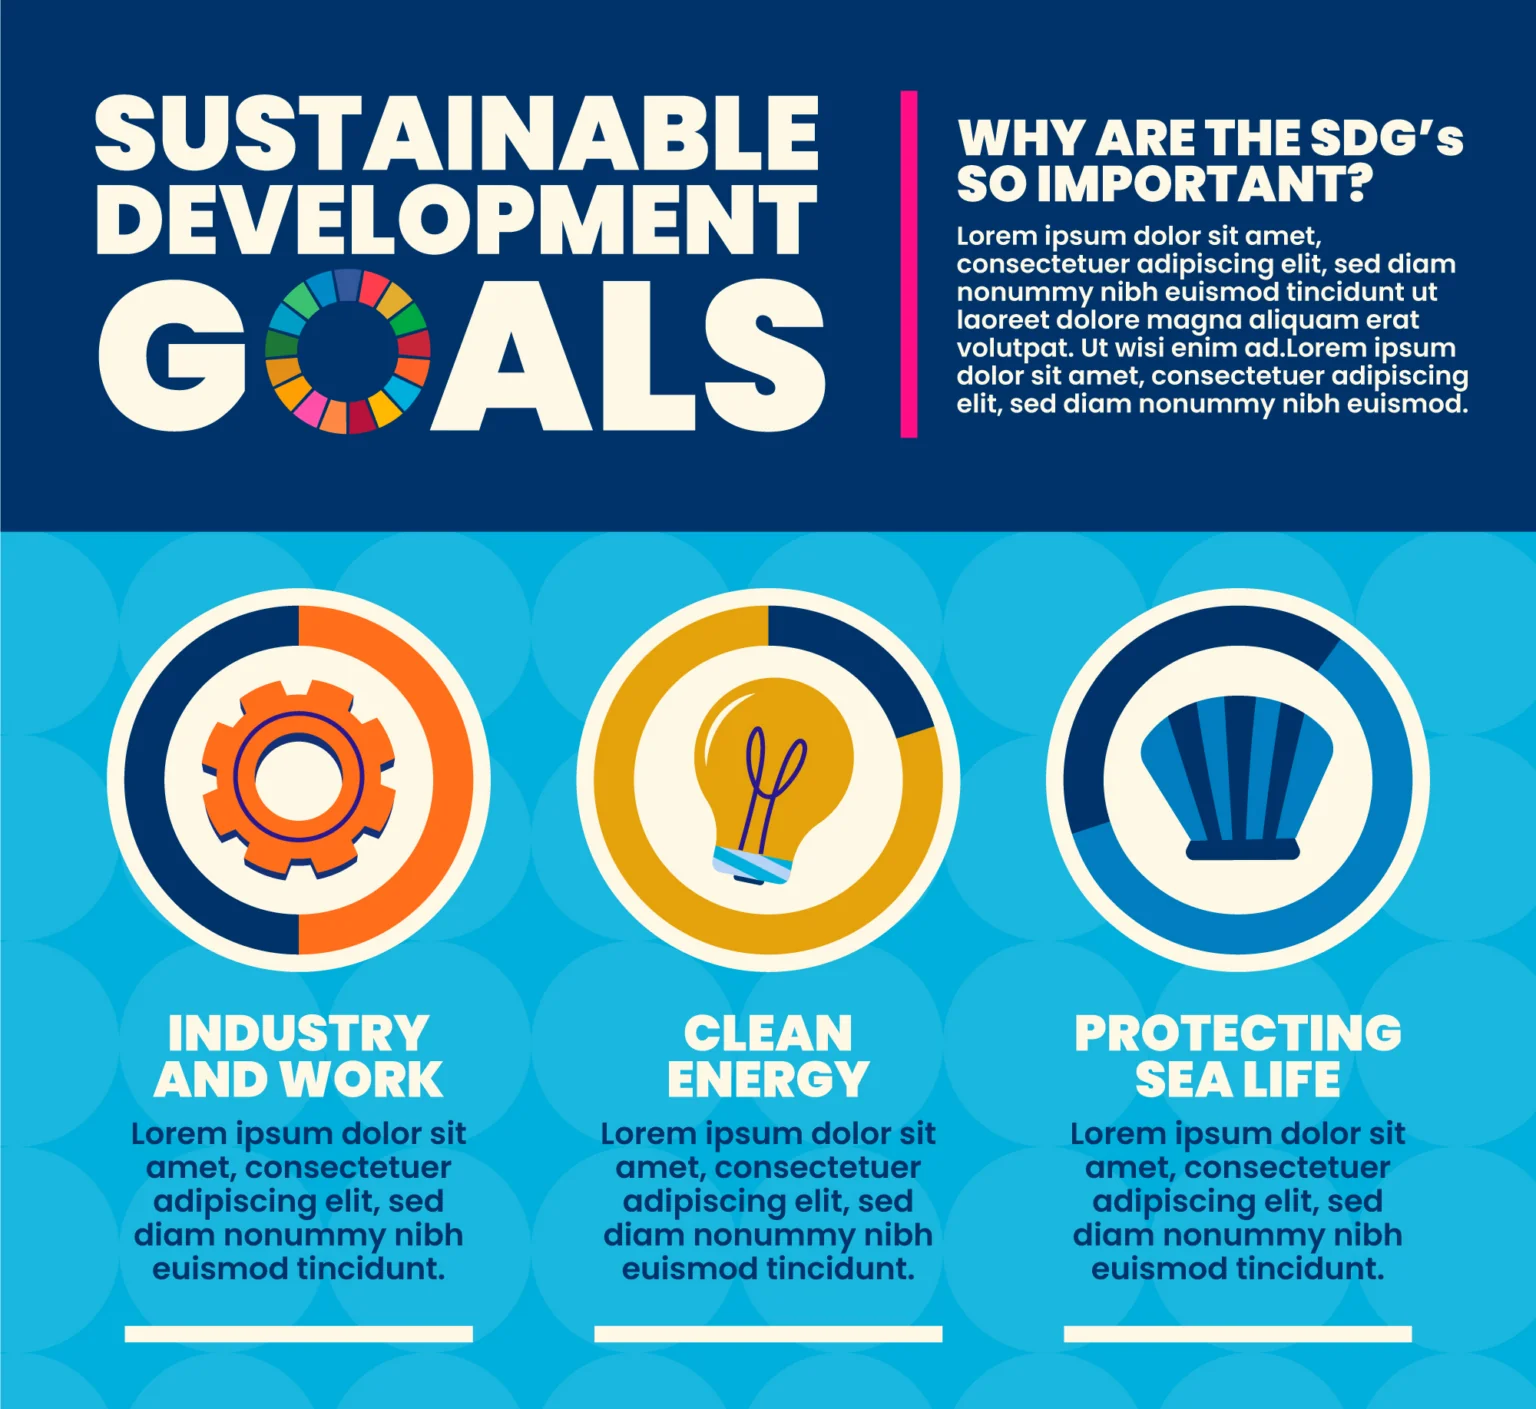 SUSTAINABLE
DEVELOPMENT
GOALS
WHY ARE THE SDG's
SO IMPORTANT?
Lorem ipsum dolor sit amet,
consectetuer adipiscing elit, sed diam
nonummy nibh euismod tincidunt ut
laoreet dolore magna aliquam erat
volutpat. Ut wisi enim ad.Lorem ipsum
dolor sit amet, consectetuer adipiscing
elit, sed diam nonummy nibh euismod.
INDUSTRY
AND WORK
Lorem ipsum dolor sit
amet, consectetuer
adipiscing elit, sed
diam nonummy nibh
euismod tincidunt.
CLEAN
ENERGY
Lorem ipsum dolor sit
amet, consectetuer
adipiscing elit, sed
diam nonummy nibh
euismod tincidunt.
PROTECTING
SEA LIFE
Lorem ipsum dolor sit
amet, consectetuer
adipiscing elit, sed
diam nonummy nibh
euismod tincidunt.